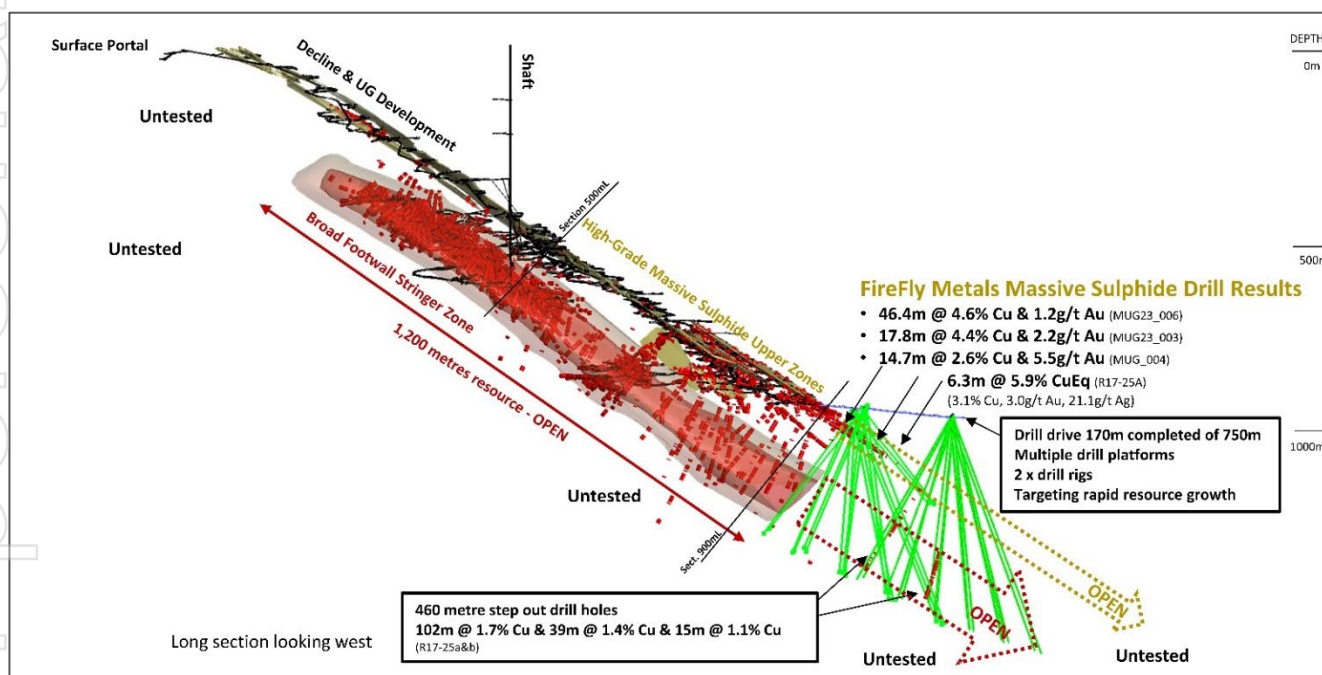 DEPTH
0m
Surface Portal
Decline & UG Development
Shaft
Untested
Section 500mL
High-Grade Massive Sulphide Upper Zones
Untested
500m
Broad Footwall Stringer Zone
1,200 metres resource - OPEN
FireFly Metals Massive Sulphide Drill Results
• 46.4m @ 4.6% Cu & 1.2g/t Au (MUG23_006)
• 17.8m @ 4.4% Cu & 2.2g/t Au (MUG23_003)
• 14.7m @ 2.6% Cu & 5.5g/t Au (MUG_004)
6.3m @ 5.9% CuEq (R17-25A)
(3.1% Cu, 3.0g/t Au, 21.1g/t Ag)
Drill drive 170m completed of 750m
Multiple drill platforms
2 x drill rigs
Targeting rapid resource growth
1000m
Untested
Sect. 900mL
460 metre step out drill holes
102m @ 1.7% Cu & 39m @ 1.4% Cu & 15m @ 1.1% Cu
(R17-25a&b)
OPEN
OPEN
Long section looking west
Untested
Untested